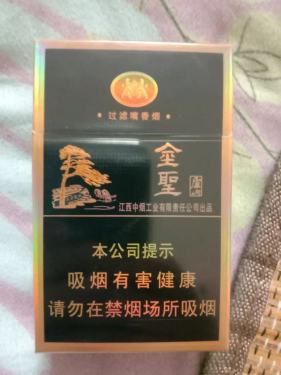 过滤嘴香烟
金聖
庐山
江西中烟工业有限责任公司出品
本公司提示
吸烟有害健康
请勿在禁烟场所吸烟